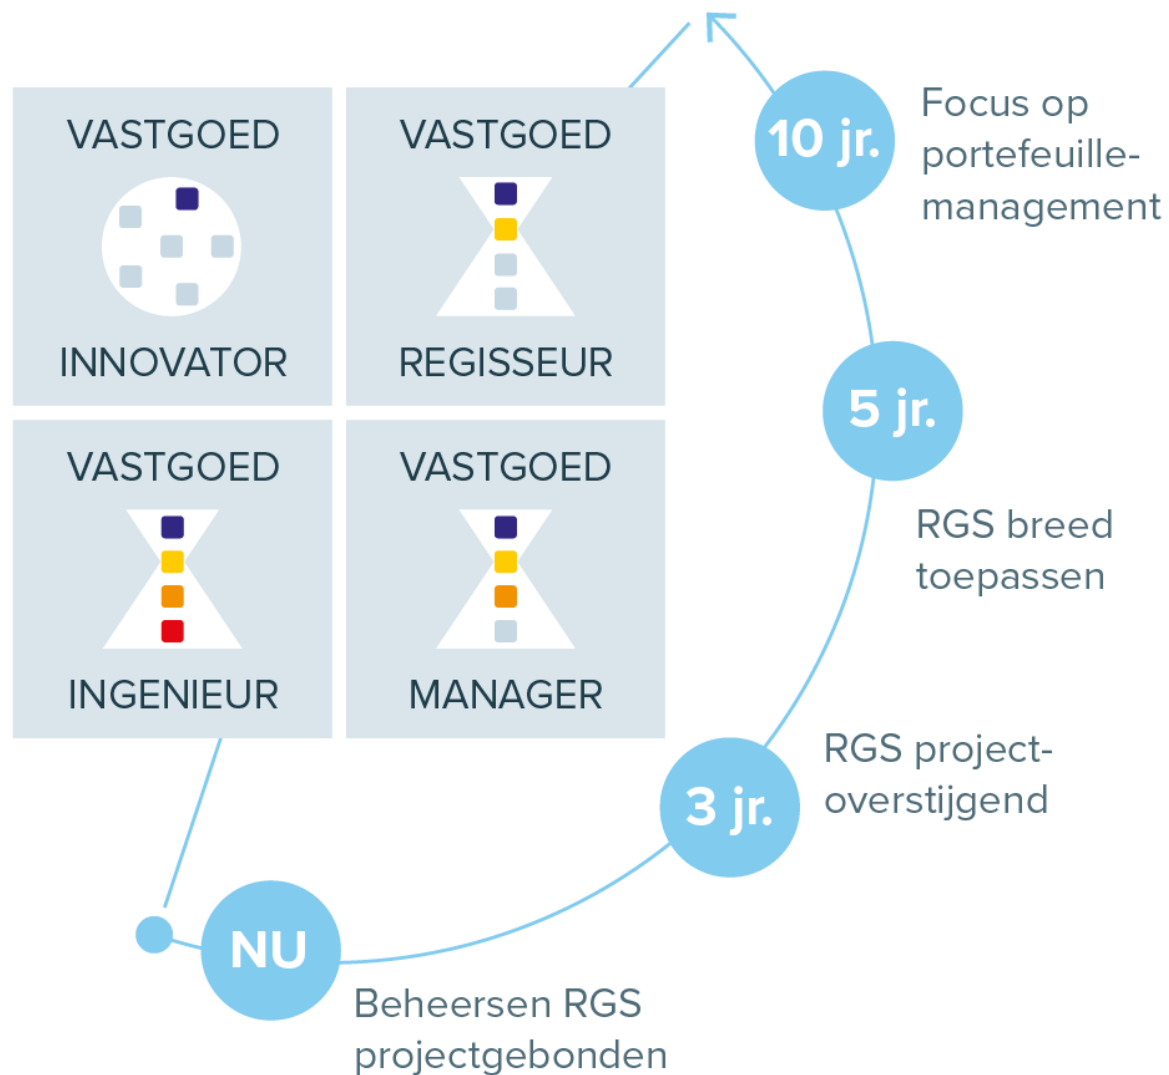 VASTGOED
INNOVATOR
VASTGOED
REGISSEUR
VASTGOED
INGENIEUR
VASTGOED
MANAGER
10 jr.
Focus op
portefeuille-
management
5 jr.
RGS breed
toepassen
3 jr.
RGS project-
overstijgend
NU
Beheersen RGS
projectgebonden